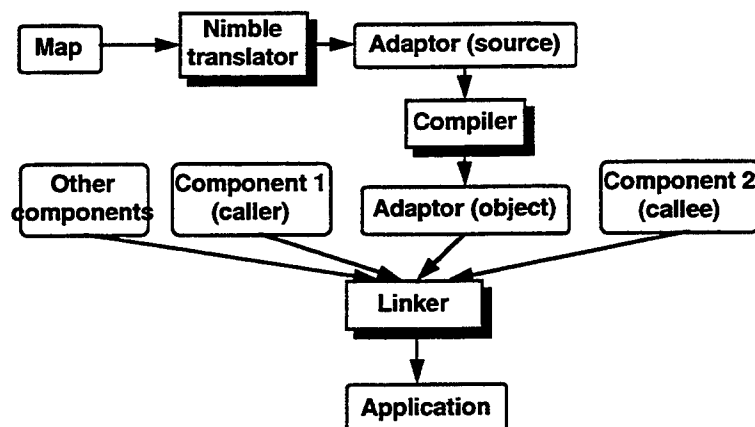 Map
Nimble
translator
Adaptor (source)
Compiler
Other
components
Component 1
(caller)
Adaptor (object)
Component 2
(callee)
Linker
Application